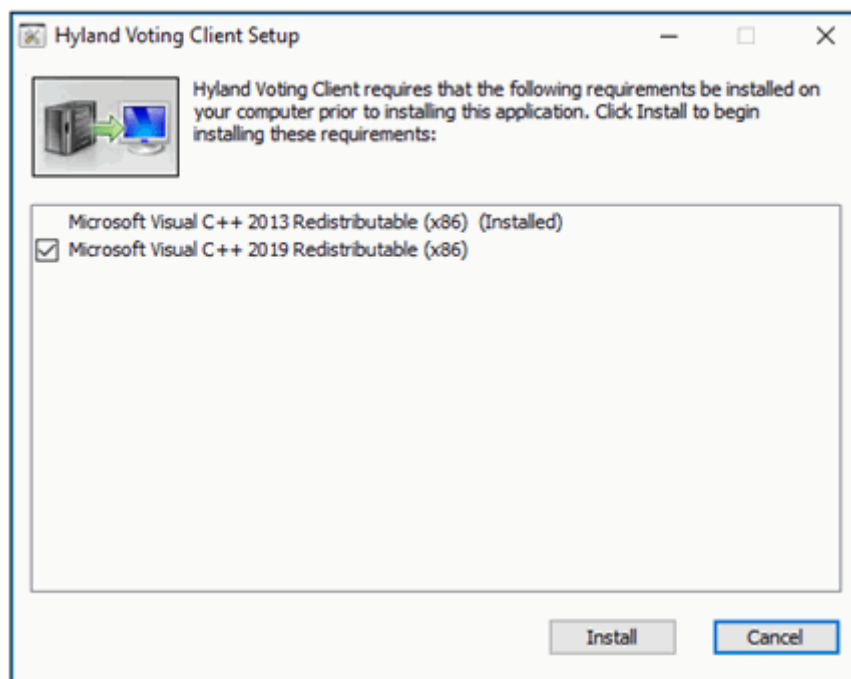 Hyland Voting Client Setup
Hyland Voting Client requires that the following requirements be installed on
your computer prior to installing this application. Click Install to begin
installing these requirements:
Microsoft Visual C++ 2013 Redistributable (x86) (Installed)
Microsoft Visual C++ 2019 Redistributable (x86)
Install
Cancel